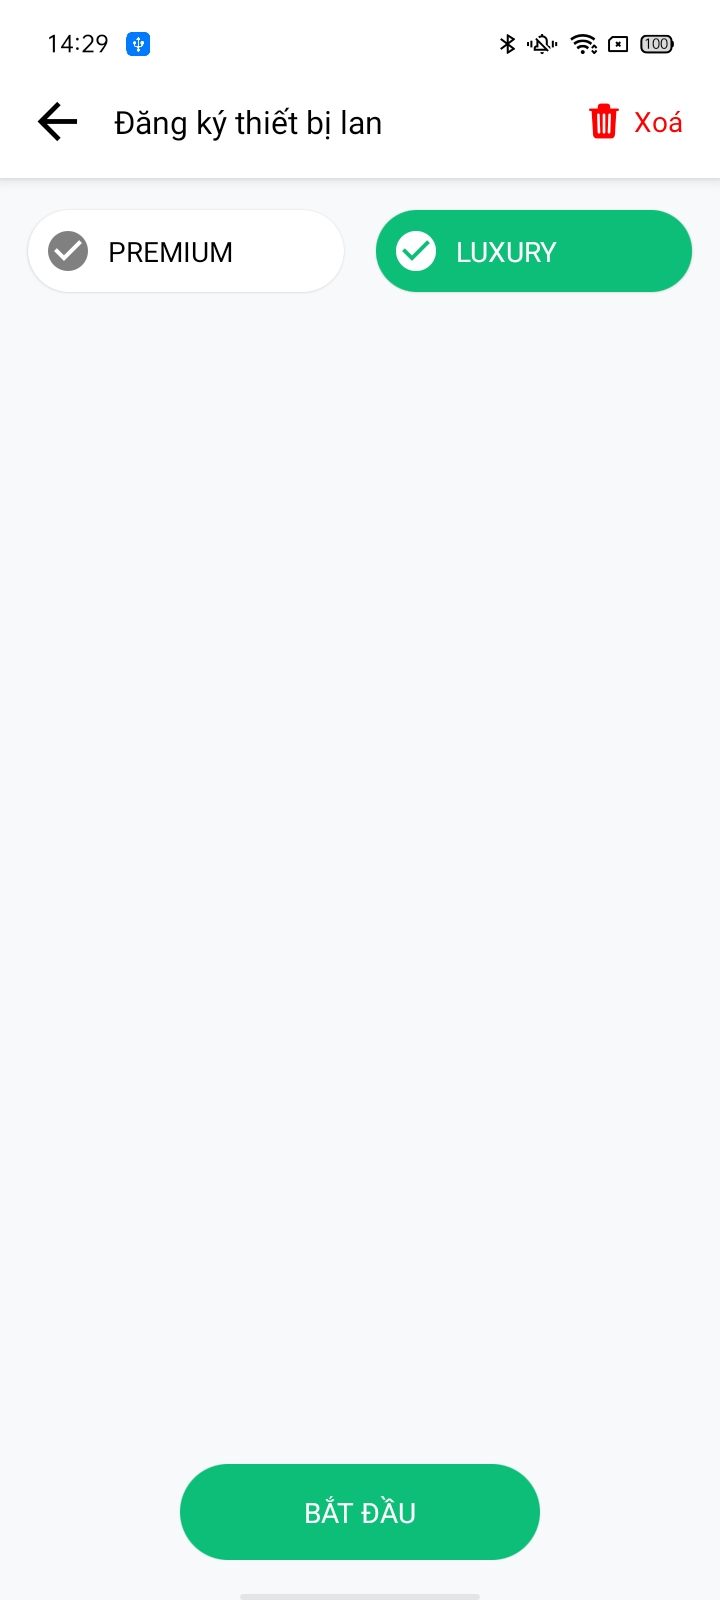 14:29
100
Đăng ký thiết bị lan
Xoá
PREMIUM
LUXURY
BẮT ĐẦU